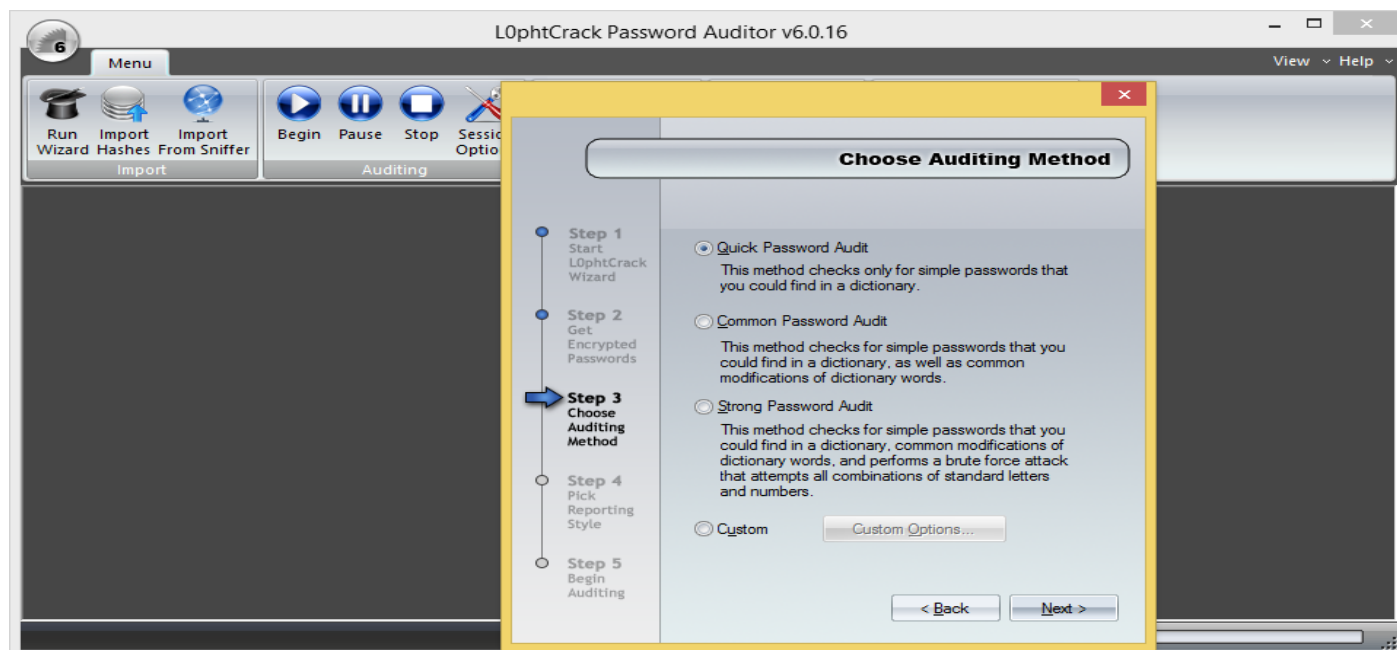 L0phtCrack Password Auditor v6.0.16
6
Menu
View
Help
Run Wizard
Import Hashes
Import From Sniffer
Begin
Pause
Stop
Import
Auditing
Choose Auditing Method
Step 1
Start
L0phtCrack
Wizard
Step 2
Get
Encrypted
Passwords
Step 3
Choose
Auditing
Method
Step 4
Pick
Reporting
Style
Step 5
Begin
Auditing
Quick Password Audit
This method checks only for simple passwords that
you could find in a dictionary.
Common Password Audit
This method checks for simple passwords that you
could find in a dictionary, as well as common
modifications of dictionary words.
Strong Password Audit
This method checks for simple passwords that you
could find in a dictionary, common modifications of
dictionary words, and performs a brute force attack
that attempts all combinations of standard letters
and numbers.
Custom
Custom Options...
< Back
Next >